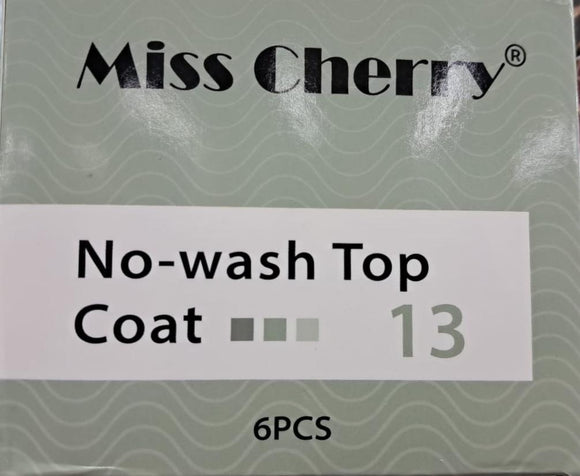 Miss Cherry®
No-wash Top
Coat 13
6PCS